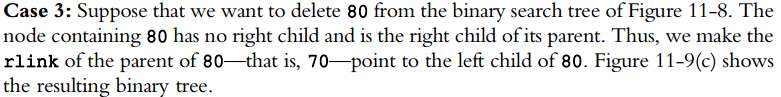 Case 3: Suppose that we want to delete 80 from the binary search tree of Figure 11-8. The
node containing 80 has no right child and is the right child of its parent. Thus, we make the
rlink of the parent of 80—that is, 70—point to the left child of 80. Figure 11-9(c) shows
the resulting binary tree.